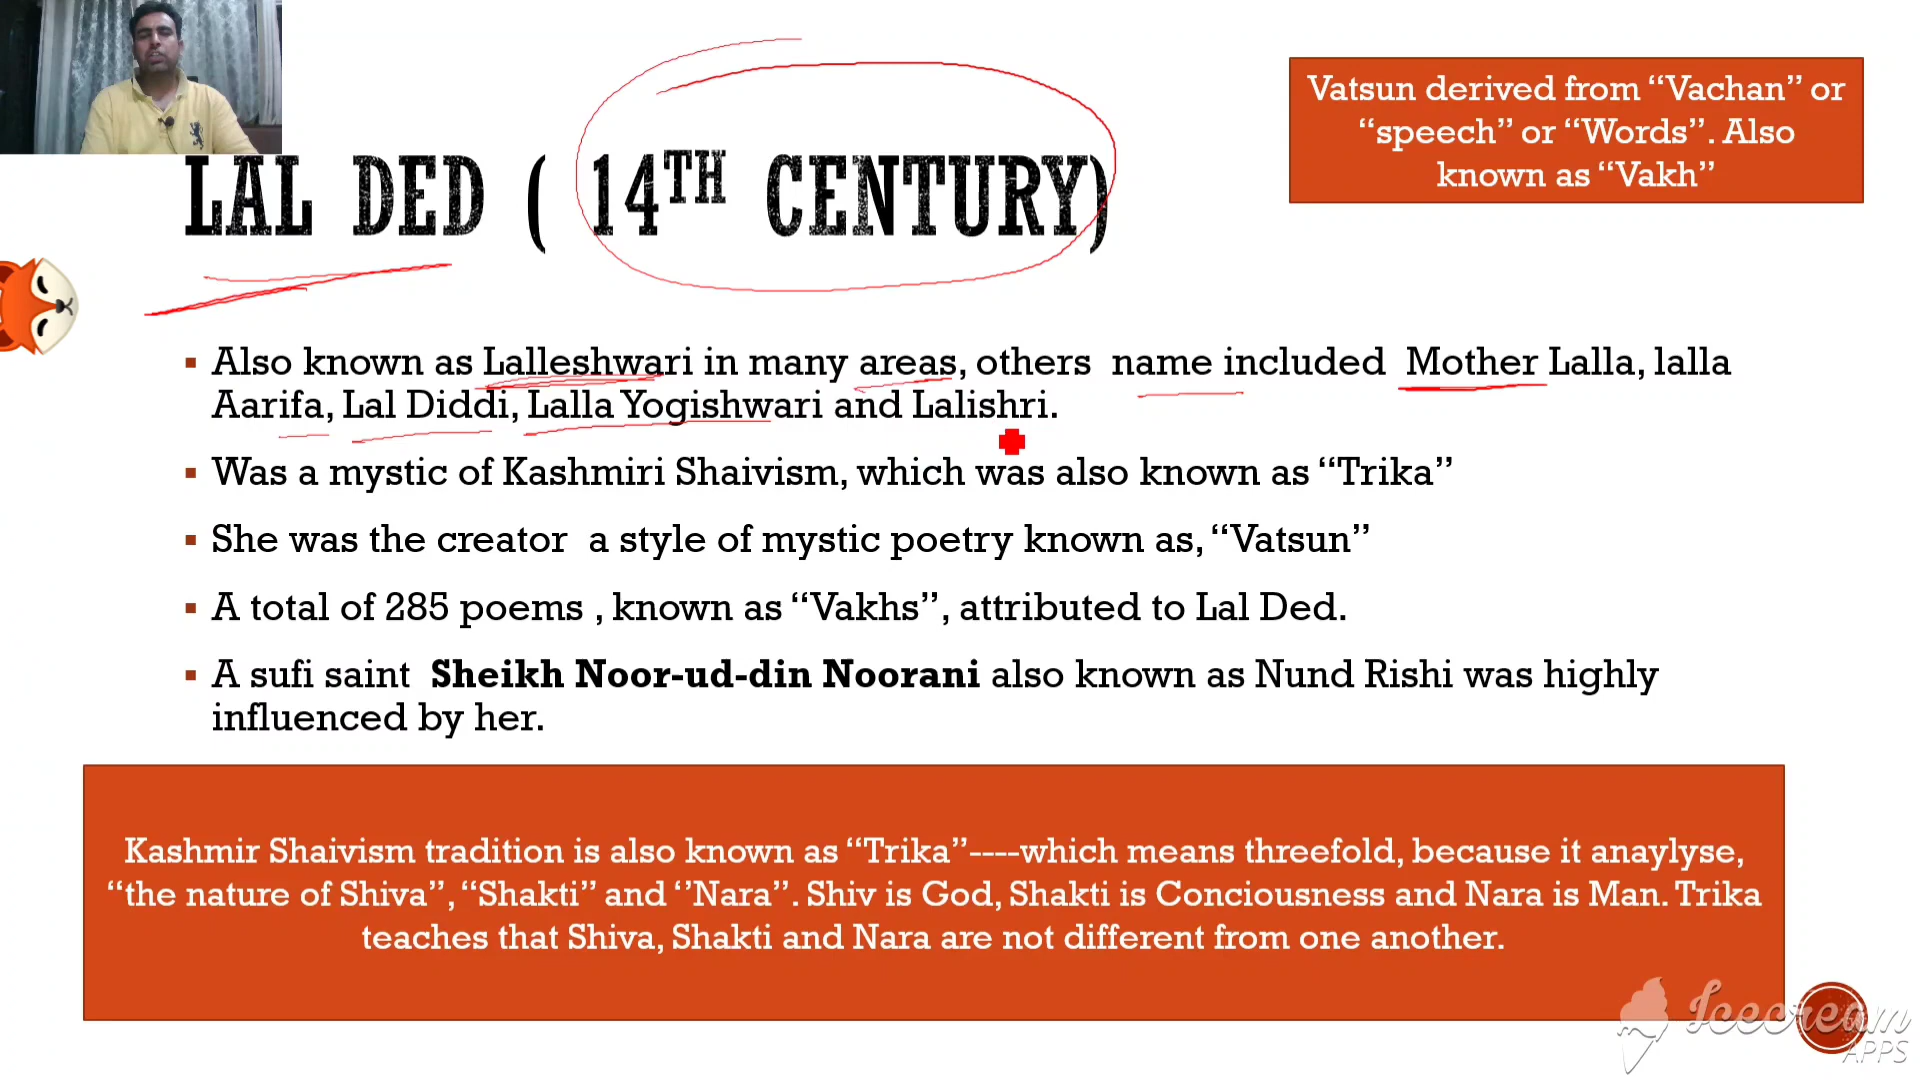 LAL DED ( 14TH CENTURY)
Vatsun derived from “Vachan” or
“speech” or “Words”. Also
known as “Vakh”
▪ Also known as Lalleshwari in many areas, others name included Mother Lalla, lalla
Aarifa, Lal Diddi, Lalla Yogishwari and Lalishri.
▪ Was a mystic of Kashmiri Shaivism, which was also known as “Trika”
▪ She was the creator a style of mystic poetry known as, “Vatsun”
▪ A total of 285 poems , known as “Vakhs”, attributed to Lal Ded.
▪ A sufi saint Sheikh Noor-ud-din Noorani also known as Nund Rishi was highly
influenced by her.
Kashmir Shaivism tradition is also known as “Trika”----which means threefold, because it anaylyse,
“the nature of Shiva”, “Shakti” and ‘’Nara”. Shiv is God, Shakti is Conciousness and Nara is Man. Trika
teaches that Shiva, Shakti and Nara are not different from one another.
Icecream
APPS